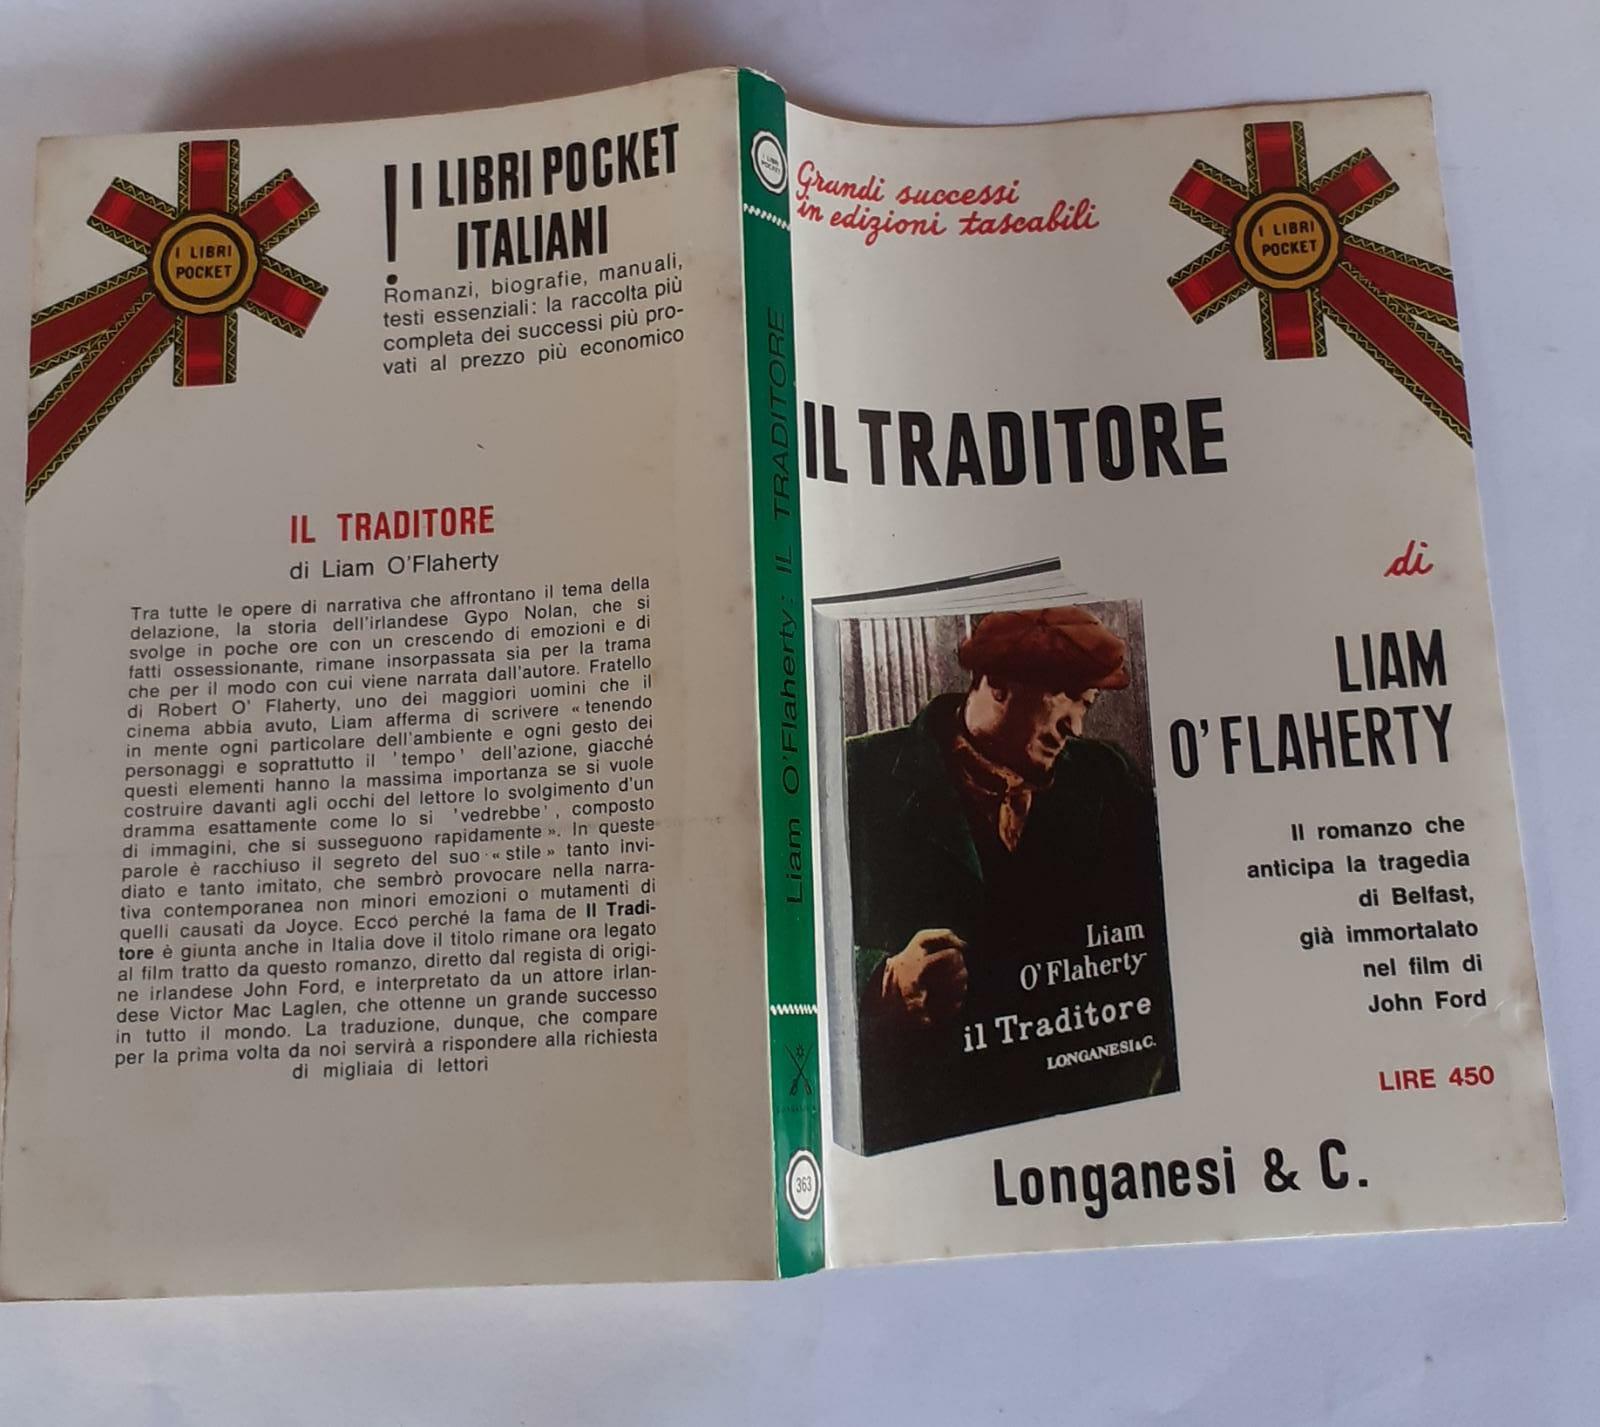 I LIBRI
POCKET
! I LIBRI POCKET
ITALIANI
Romanzi, biografie, manuali,
testi essenziali: la raccolta più
completa dei successi più pro-
vati al prezzo più economico
IL TRADITORE
di Liam O'Flaherty
Tra tutte le opere di narrativa che affrontano il tema della
delazione, la storia dell'irlandese Gypo Nolan, che si
svolge in poche ore con un crescendo di emozioni e di
fatti ossessionante, rimane insorpassata sia per la trama
che per il modo con cui viene narrata dall'autore. Fratello
di Robert O' Flaherty, uno dei maggiori uomini che il
cinema abbia avuto, Liam afferma di scrivere « tenendo
in mente ogni particolare dell'ambiente e ogni gesto dei
personaggi e soprattutto il 'tempo' dell'azione, giacché
questi elementi hanno la massima importanza se si vuole
costruire davanti agli occhi del lettore lo svolgimento d'un
dramma esattamente come lo si 'vedrebbe', composto
di immagini, che si susseguono rapidamente ». In queste
parole è racchiuso il segreto del suo « stile » tanto invi-
diato e tanto imitato, che sembrò provocare nella narra-
tiva contemporanea non minori emozioni o mutamenti di
quelli causati da Joyce. Ecco perché la fama de Il Tradi-
tore è giunta anche in Italia dove il titolo rimane ora legato
al film tratto da questo romanzo, diretto dal regista di origi-
ne irlandese John Ford, e interpretato da un attore irlan-
dese Victor Mac Laglen, che ottenne un grande successo
in tutto il mondo. La traduzione, dunque, che compare
per la prima volta da noi servirà a rispondere alla richiesta
di migliaia di lettori
I LIBRI
POCKET
Liam O'Flaherty: IL TRADITORE
363
Grandi successi
in edizioni tascabili
I LIBRI
POCKET
IL TRADITORE
di
LIAM
O'FLAHERTY
Il romanzo che
anticipa la tragedia
di Belfast,
già immortalato
nel film di
John Ford
LIRE 450
Liam
O'Flaherty
il Traditore
LONGANESI & C.
Longanesi & C.